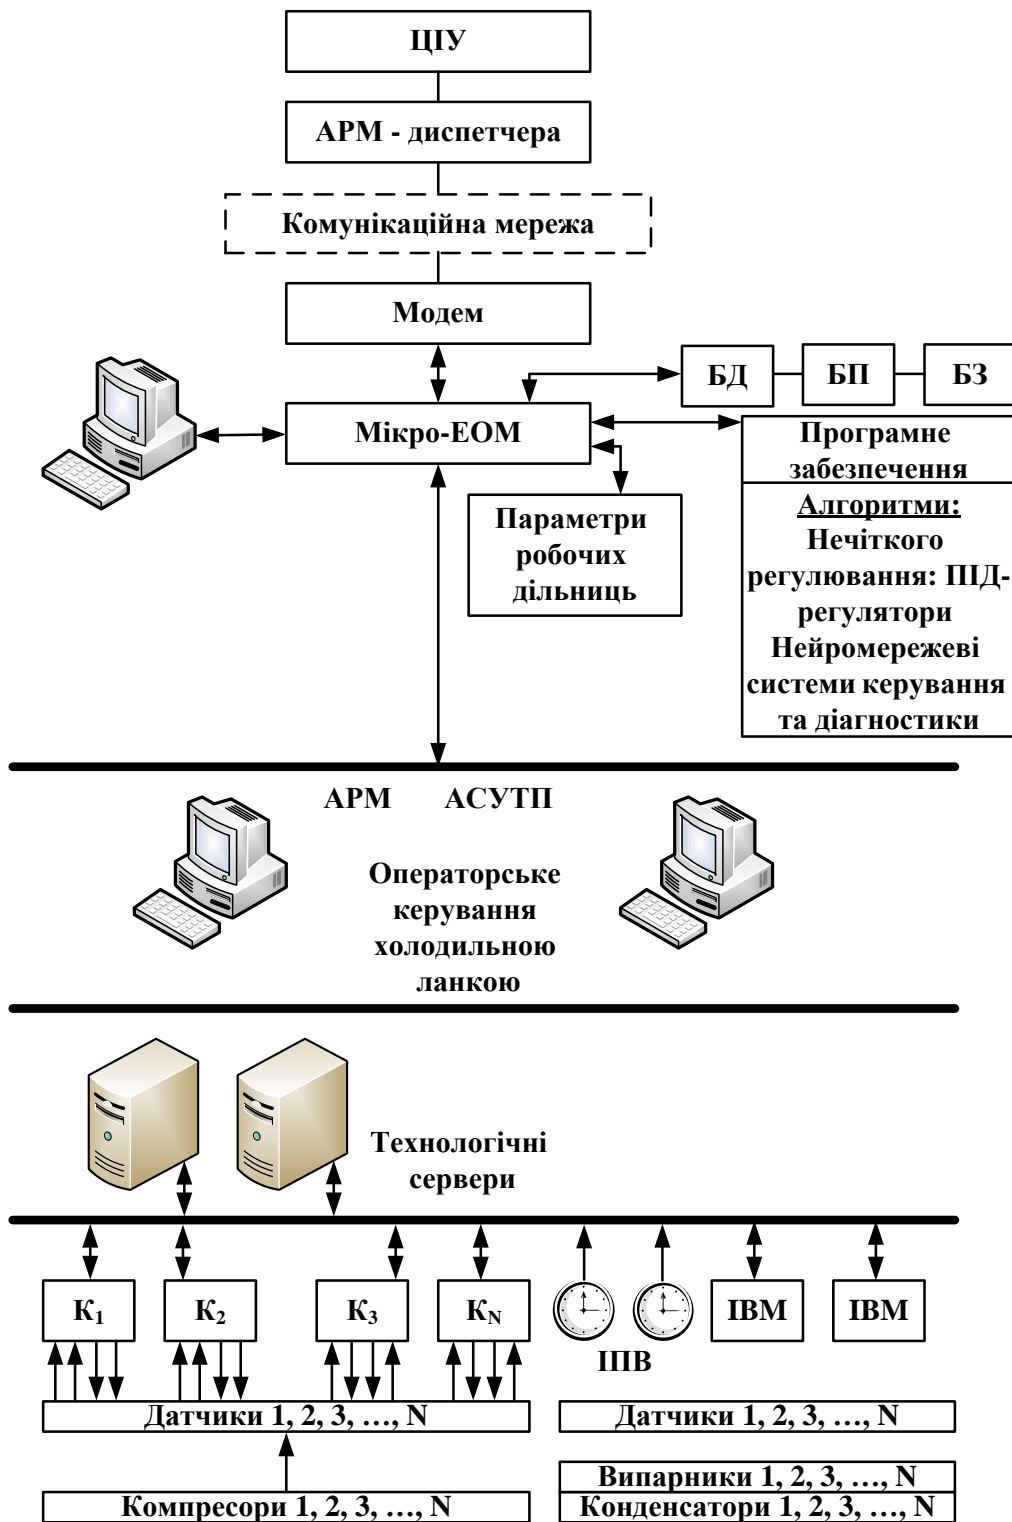 ЦІУ
АРМ - диспетчера
Комунікаційна мережа
Модем
БД БП БЗ
Мікро-ЕОМ
Програмне
забезпечення
Алгоритми:
Нечіткого
регулювання: ПІД-
регулятори
Нейромережеві
системи керування
та діагностики
Параметри
робочих
дільниць
АРМ АСУТП
Операторське
керування
холодильною
ланкою
Технологічні
сервери
К1 К2 К3 КN ІВМ ІВМ
ІПВ
Датчики 1, 2, 3, …, N
Датчики 1, 2, 3, …, N
Компресори 1, 2, 3, …, N
Випарники 1, 2, 3, …, N
Конденсатори 1, 2, 3, …, N